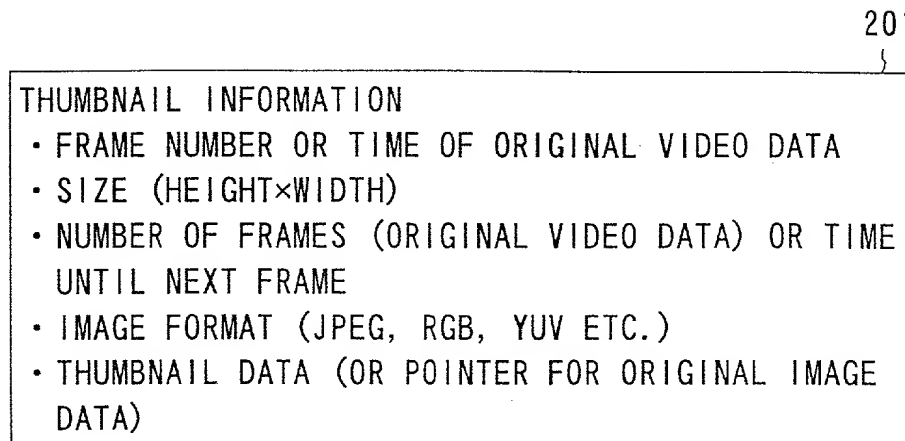 20
THUMBNAIL INFORMATION
・FRAME NUMBER OR TIME OF ORIGINAL VIDEO DATA
・SIZE (HEIGHT×WIDTH)
・NUMBER OF FRAMES (ORIGINAL VIDEO DATA) OR TIME
UNTIL NEXT FRAME
・IMAGE FORMAT (JPEG, RGB, YUV ETC.)
・THUMBNAIL DATA (OR POINTER FOR ORIGINAL IMAGE
DATA)